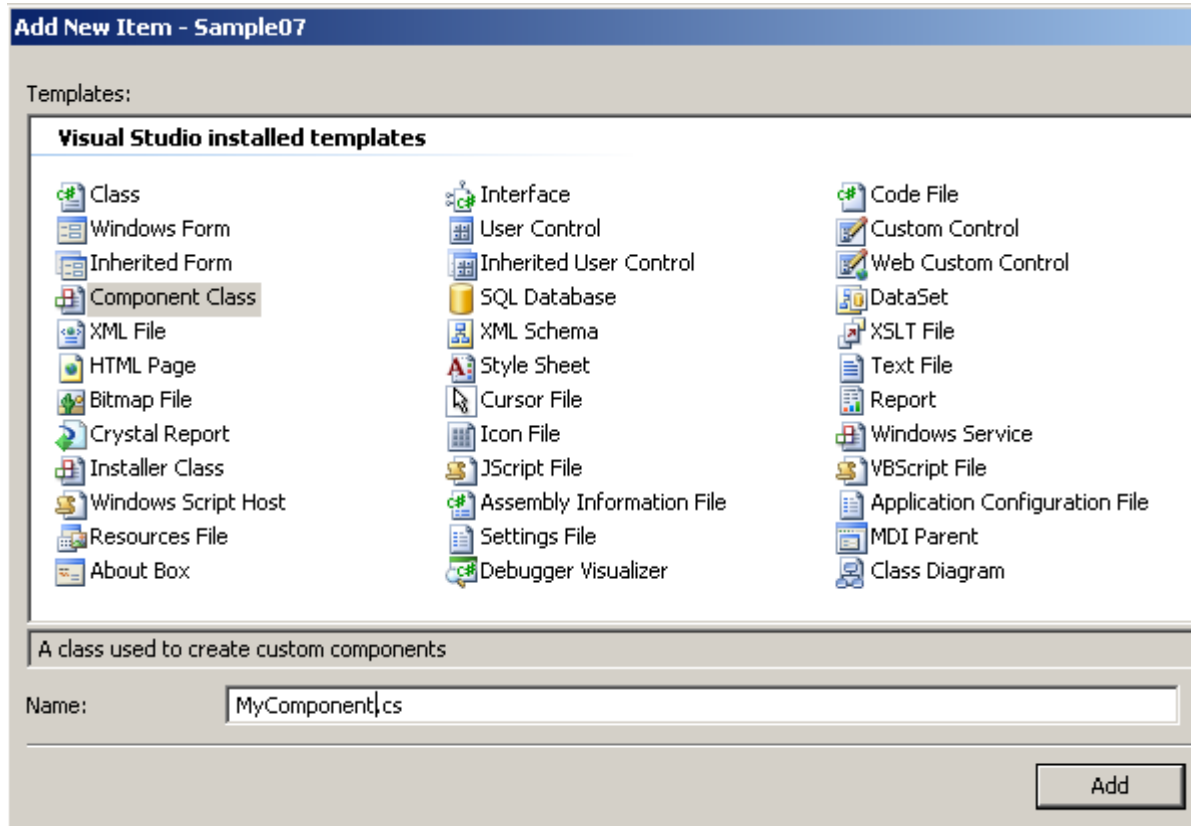 Add New Item - Sample07
Templates:
Visual Studio installed templates
Class Interface Code File
Windows Form User Control Custom Control
Inherited Form Inherited User Control Web Custom Control
Component Class SQL Database DataSet
XML File XML Schema XSLT File
HTML Page Style Sheet Text File
Bitmap File Cursor File Report
Crystal Report Icon File Windows Service
Installer Class JScript File VBScript File
Windows Script Host Assembly Information File Application Configuration File
Resources File Settings File MDI Parent
About Box Debugger Visualizer Class Diagram
A class used to create custom components
Name: MyComponent.cs
Add